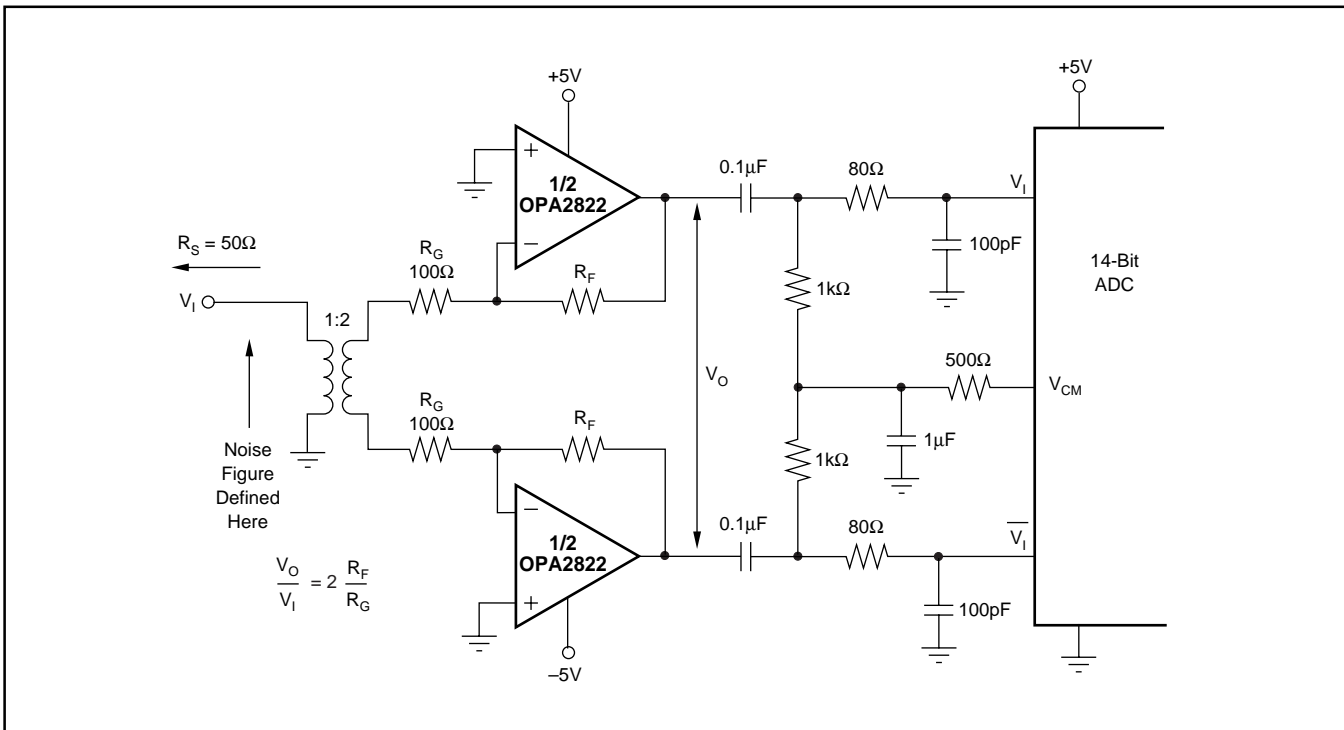 +5V
+5V
+
1/2
OPA2822
−
0.1µF
80Ω
V_I
100pF
R_S = 50Ω
R_G
100Ω
R_F
14-Bit
ADC
V_I
1:2
1kΩ
500Ω
V_O
V_CM
R_G
100Ω
R_F
1µF
1kΩ
Noise
Figure
Defined
Here
−
1/2
OPA2822
+
0.1µF
80Ω
V̅_I̅
100pF
V_O / V_I = 2 R_F / R_G
–5V